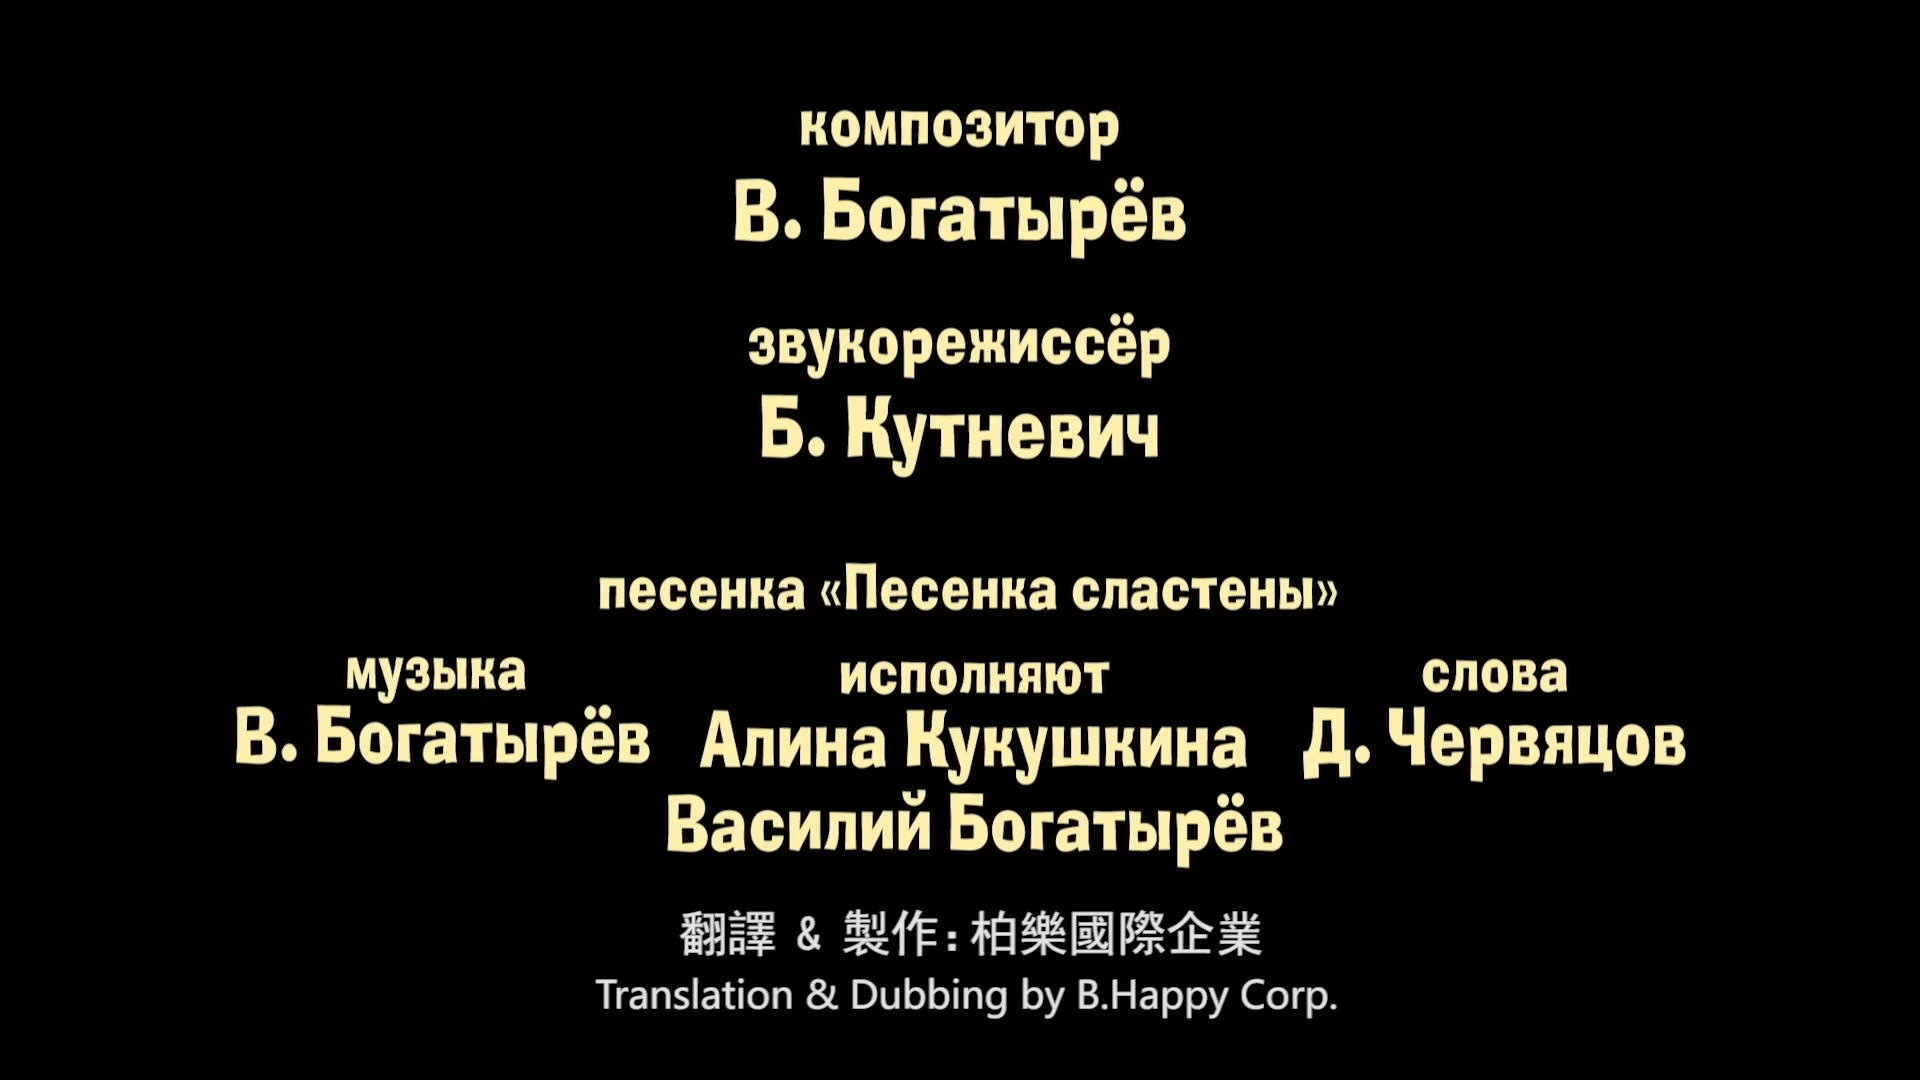 композитор
В. Богатырёв
звукорежиссёр
Б. Кутневич
песенка «Песенка сластены»
музыка исполняют слова
В. Богатырёв Алина Кукушкина Д. Червяцов
Василий Богатырёв
翻譯 & 製作: 柏樂國際企業
Translation & Dubbing by B.Happy Corp.